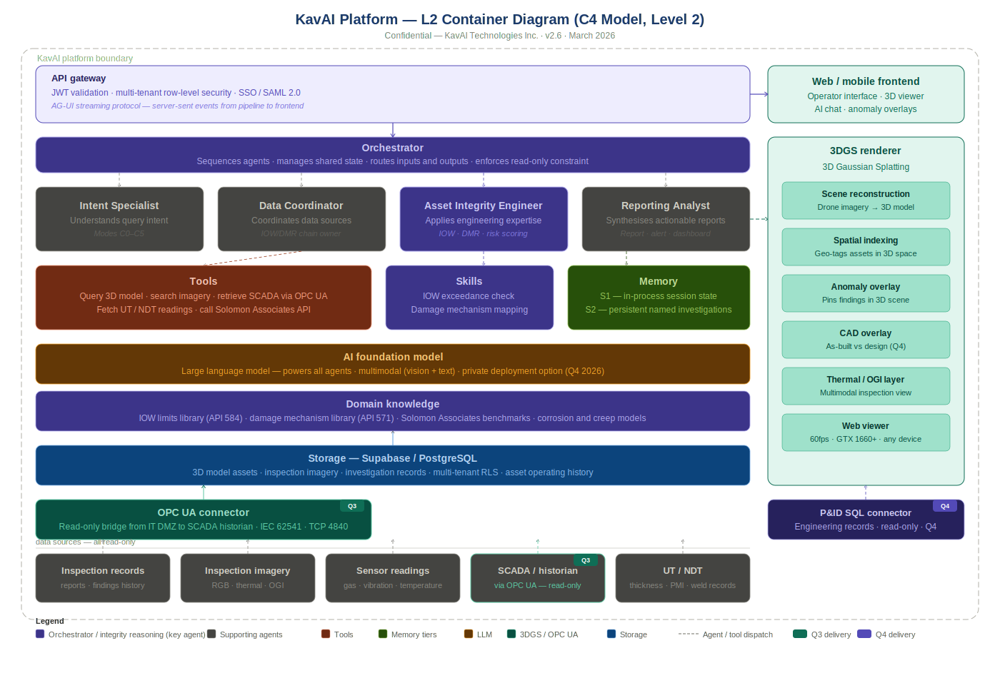 KavAI Platform — L2 Container Diagram (C4 Model, Level 2)
Confidential — KavAI Technologies Inc. · v2.6 · March 2026
KavAI platform boundary
API gateway
JWT validation · multi-tenant row-level security · SSO / SAML 2.0
AG-UI streaming protocol — server-sent events from pipeline to frontend
Web / mobile frontend
Operator interface · 3D viewer
AI chat · anomaly overlays
Orchestrator
Sequences agents · manages shared state · routes inputs and outputs · enforces read-only constraint
Intent Specialist
Understands query intent
Modes C0–C5
Data Coordinator
Coordinates data sources
IOW/DMR chain owner
Asset Integrity Engineer
Applies engineering expertise
IOW · DMR · risk scoring
Reporting Analyst
Synthesises actionable reports
Report · alert · dashboard
Tools
Query 3D model · search imagery · retrieve SCADA via OPC UA
Fetch UT / NDT readings · call Solomon Associates API
Skills
IOW exceedance check
Damage mechanism mapping
Memory
S1 — in-process session state
S2 — persistent named investigations
AI foundation model
Large language model — powers all agents · multimodal (vision + text) · private deployment option (Q4 2026)
Domain knowledge
IOW limits library (API 584) · damage mechanism library (API 571) · Solomon Associates benchmarks · corrosion and creep models
Storage — Supabase / PostgreSQL
3D model assets · inspection imagery · investigation records · multi-tenant RLS · asset operating history
3DGS renderer
3D Gaussian Splatting
Scene reconstruction
Drone imagery → 3D model
Spatial indexing
Geo-tags assets in 3D space
Anomaly overlay
Pins findings in 3D scene
CAD overlay
As-built vs design (Q4)
Thermal / OGI layer
Multimodal inspection view
Web viewer
60fps · GTX 1660+ · any device
Q3
OPC UA connector
Read-only bridge from IT DMZ to SCADA historian · IEC 62541 · TCP 4840
Q4
P&ID SQL connector
Engineering records · read-only · Q4
data sources — all read-only
Inspection records
reports · findings history
Inspection imagery
RGB · thermal · OGI
Sensor readings
gas · vibration · temperature
Q3
SCADA / historian
via OPC UA — read-only
UT / NDT
thickness · PMI · weld records
Legend
Orchestrator / integrity reasoning (key agent)
Supporting agents
Tools
Memory tiers
LLM
3DGS / OPC UA
Storage
Agent / tool dispatch
Q3 delivery
Q4 delivery